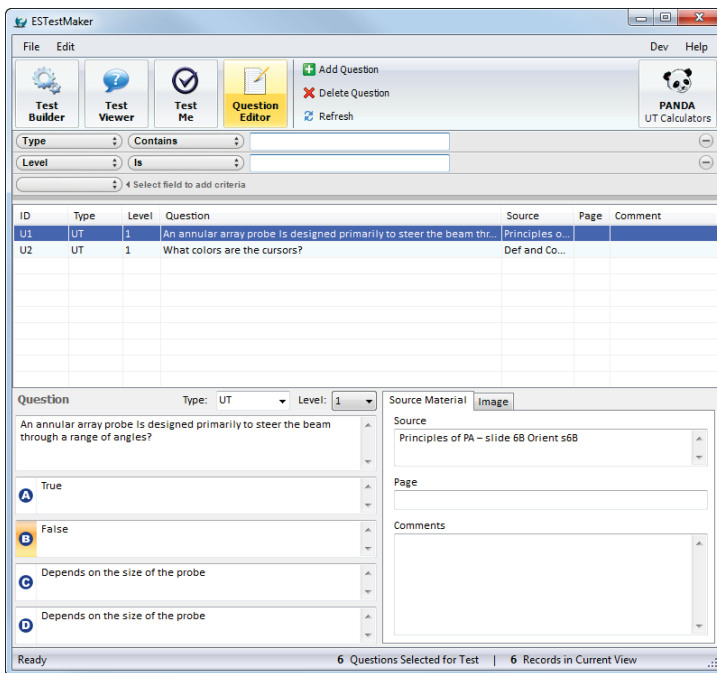 ESTestMaker
File Edit Dev Help
Test Builder
Test Viewer
Test Me
Question Editor
Add Question
Delete Question
Refresh
PANDA
UT Calculators
Type Contains
Level Is
Select field to add criteria
ID Type Level Question Source Page Comment
U1 UT 1 An annular array probe Is designed primarily to steer the beam thr... Principles o...
U2 UT 1 What colors are the cursors? Def and Co...
Question Type: UT Level: 1
An annular array probe Is designed primarily to steer the beam
through a range of angles?
A True
B False
C Depends on the size of the probe
D Depends on the size of the probe
Source Material Image
Source
Principles of PA – slide 6B Orient s6B
Page
Comments
Ready 6 Questions Selected for Test | 6 Records in Current View